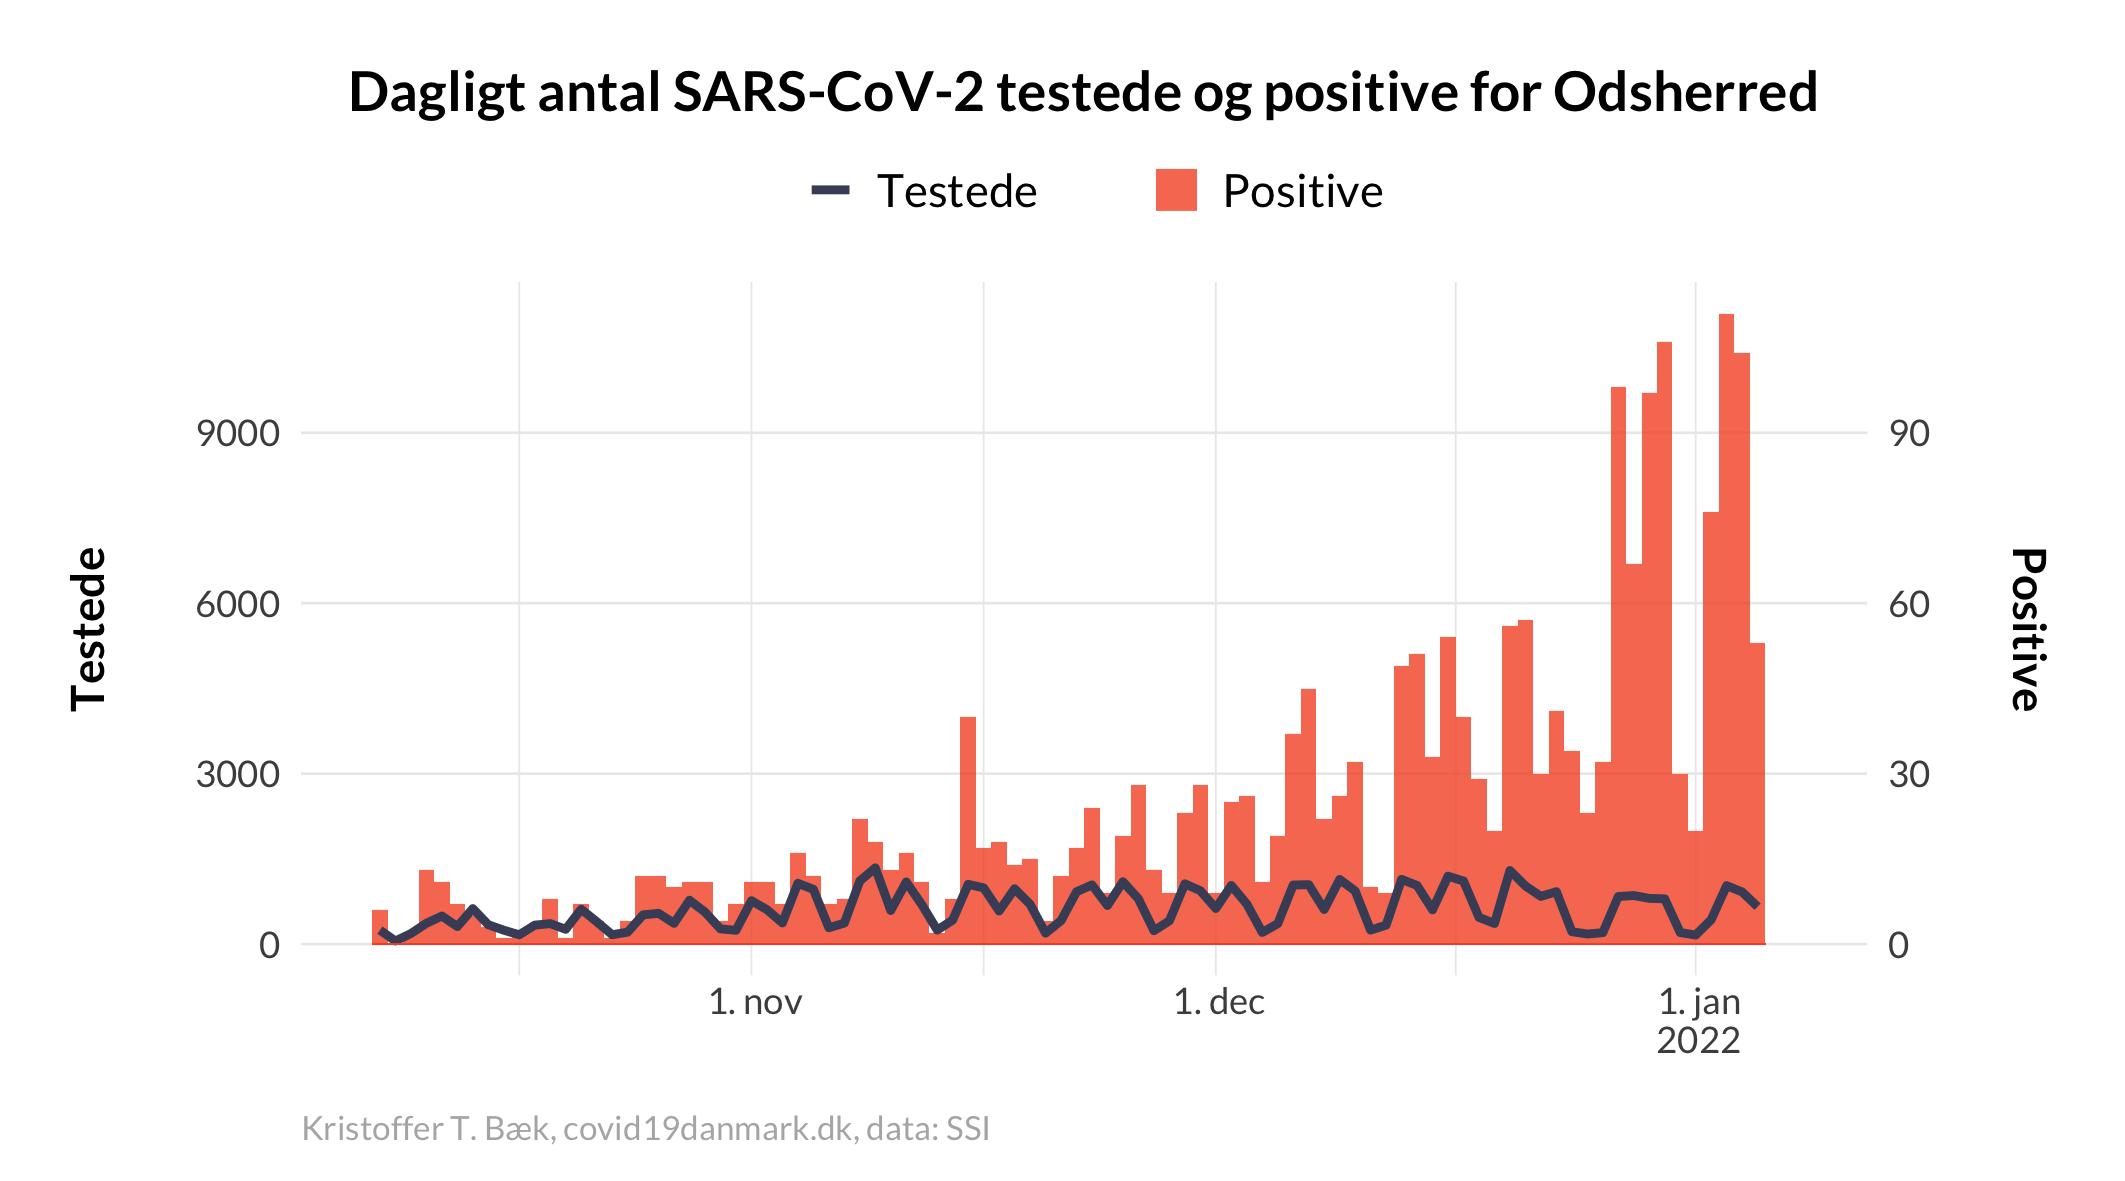 Dagligt antal SARS-CoV-2 testede og positive for Odsherred
Testede
Positive
9000
6000
3000
0
Testede
90
60
30
0
Positive
1. nov
1. dec
1. jan
2022
Kristoffer T. Bæk, covid19danmark.dk, data: SSI